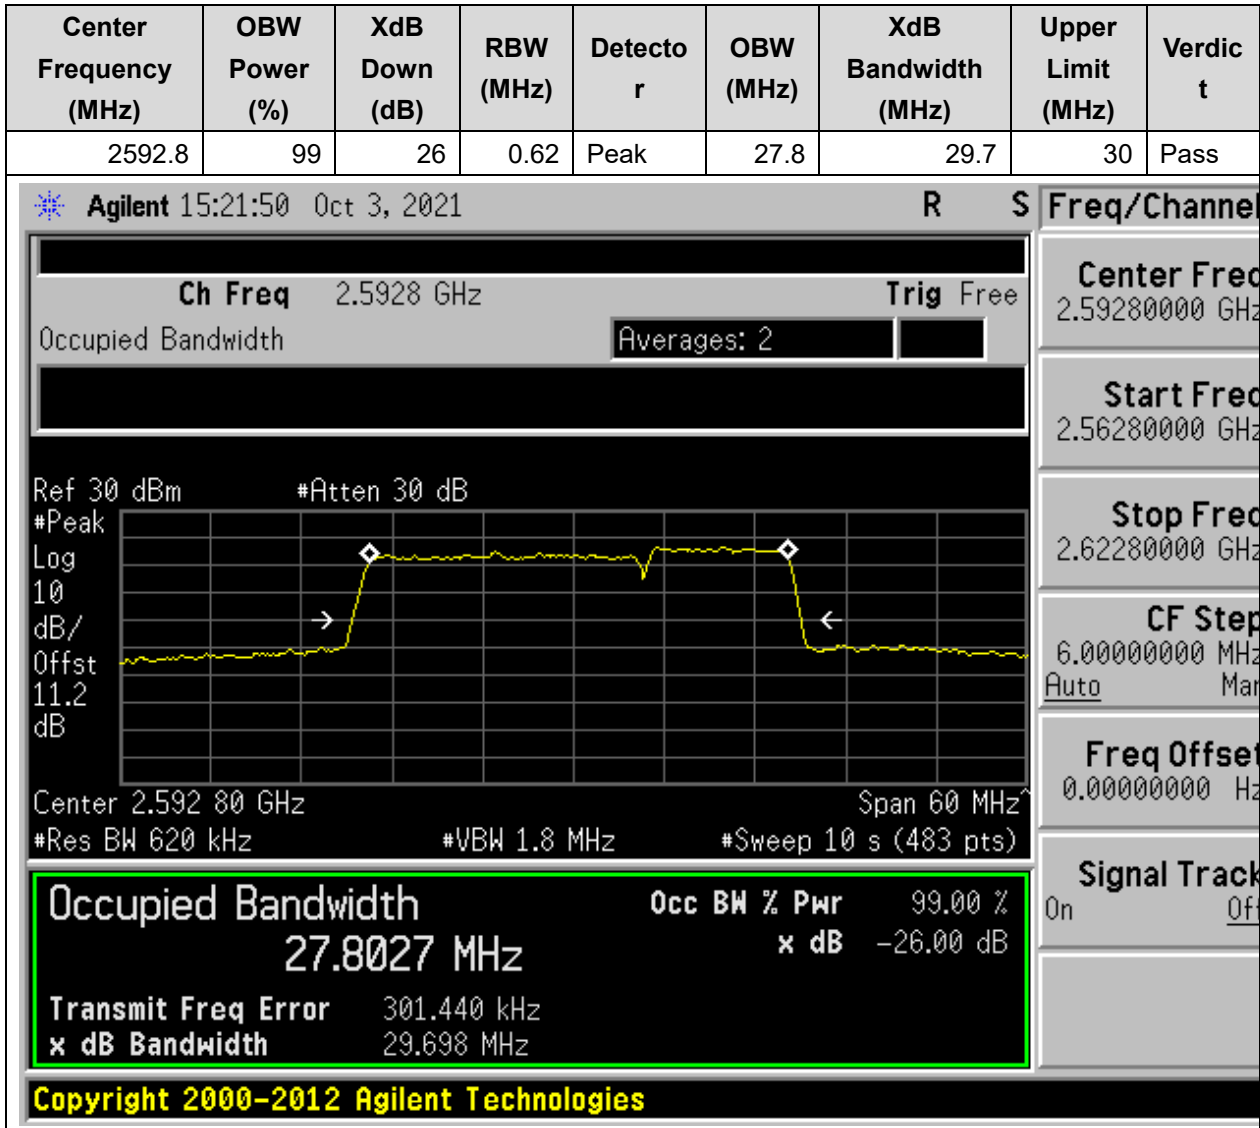 Center Frequency (MHz) OBW Power (%) XdB Down (dB) RBW (MHz) Detecto r OBW (MHz) XdB Bandwidth (MHz) Upper Limit (MHz) Verdic t
2592.8 99 26 0.62 Peak 27.8 29.7 30 Pass
Agilent 15:21:50 Oct 3, 2021 R S
Ch Freq 2.5928 GHz Trig Free
Occupied Bandwidth Averages: 2
Ref 30 dBm #Atten 30 dB
#Peak
Log
10
dB/
Offst
11.2
dB
Center 2.592 80 GHz Span 60 MHz^
#Res BW 620 kHz #VBW 1.8 MHz #Sweep 10 s (483 pts)
Occupied Bandwidth Occ BW % Pwr 99.00 %
27.8027 MHz x dB -26.00 dB
Transmit Freq Error 301.440 kHz
x dB Bandwidth 29.698 MHz
Copyright 2000-2012 Agilent Technologies
Freq/Channel
Center Freq
2.59280000 GHz
Start Freq
2.56280000 GHz
Stop Freq
2.62280000 GHz
CF Step
6.00000000 MHz
Auto Man
Freq Offset
0.00000000 Hz
Signal Track
On Off